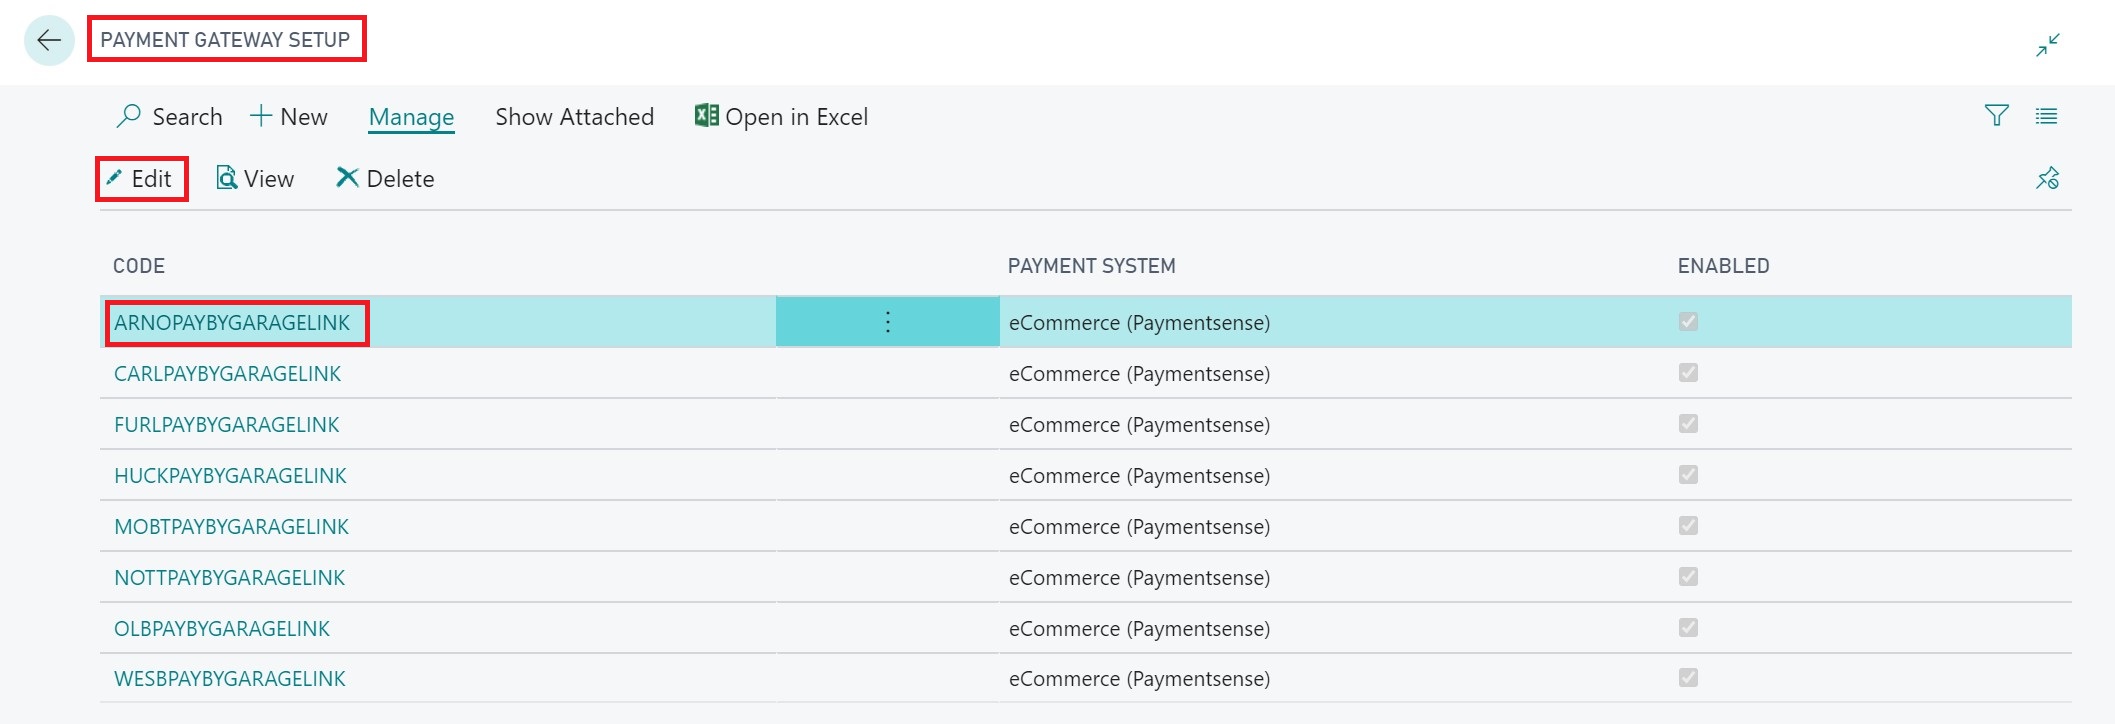 PAYMENT GATEWAY SETUP
Search New Manage Show Attached Open in Excel
Edit View Delete
CODE PAYMENT SYSTEM ENABLED
ARNOPAYBYGARAGELINK eCommerce (Paymentsense)
CARLPAYBYGARAGELINK eCommerce (Paymentsense)
FURLPAYBYGARAGELINK eCommerce (Paymentsense)
HUCKPAYBYGARAGELINK eCommerce (Paymentsense)
MOBTPAYBYGARAGELINK eCommerce (Paymentsense)
NOTTPAYBYGARAGELINK eCommerce (Paymentsense)
OLBPAYBYGARAGELINK eCommerce (Paymentsense)
WESBPAYBYGARAGELINK eCommerce (Paymentsense)